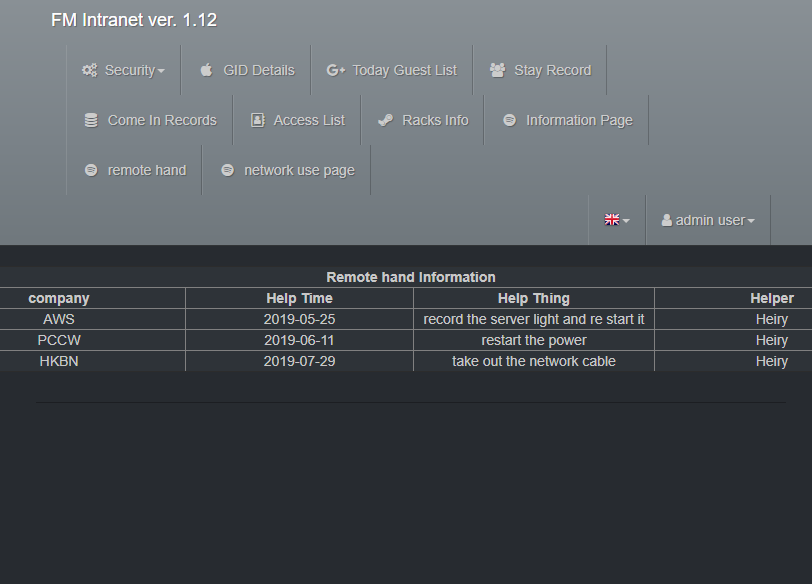 FM Intranet ver. 1.12
Security GID Details Today Guest List Stay Record
Come In Records Access List Racks Info Information Page
remote hand network use page
admin user
Remote hand Information
company Help Time Help Thing Helper
AWS 2019-05-25 record the server light and re start it Heiry
PCCW 2019-06-11 restart the power Heiry
HKBN 2019-07-29 take out the network cable Heiry